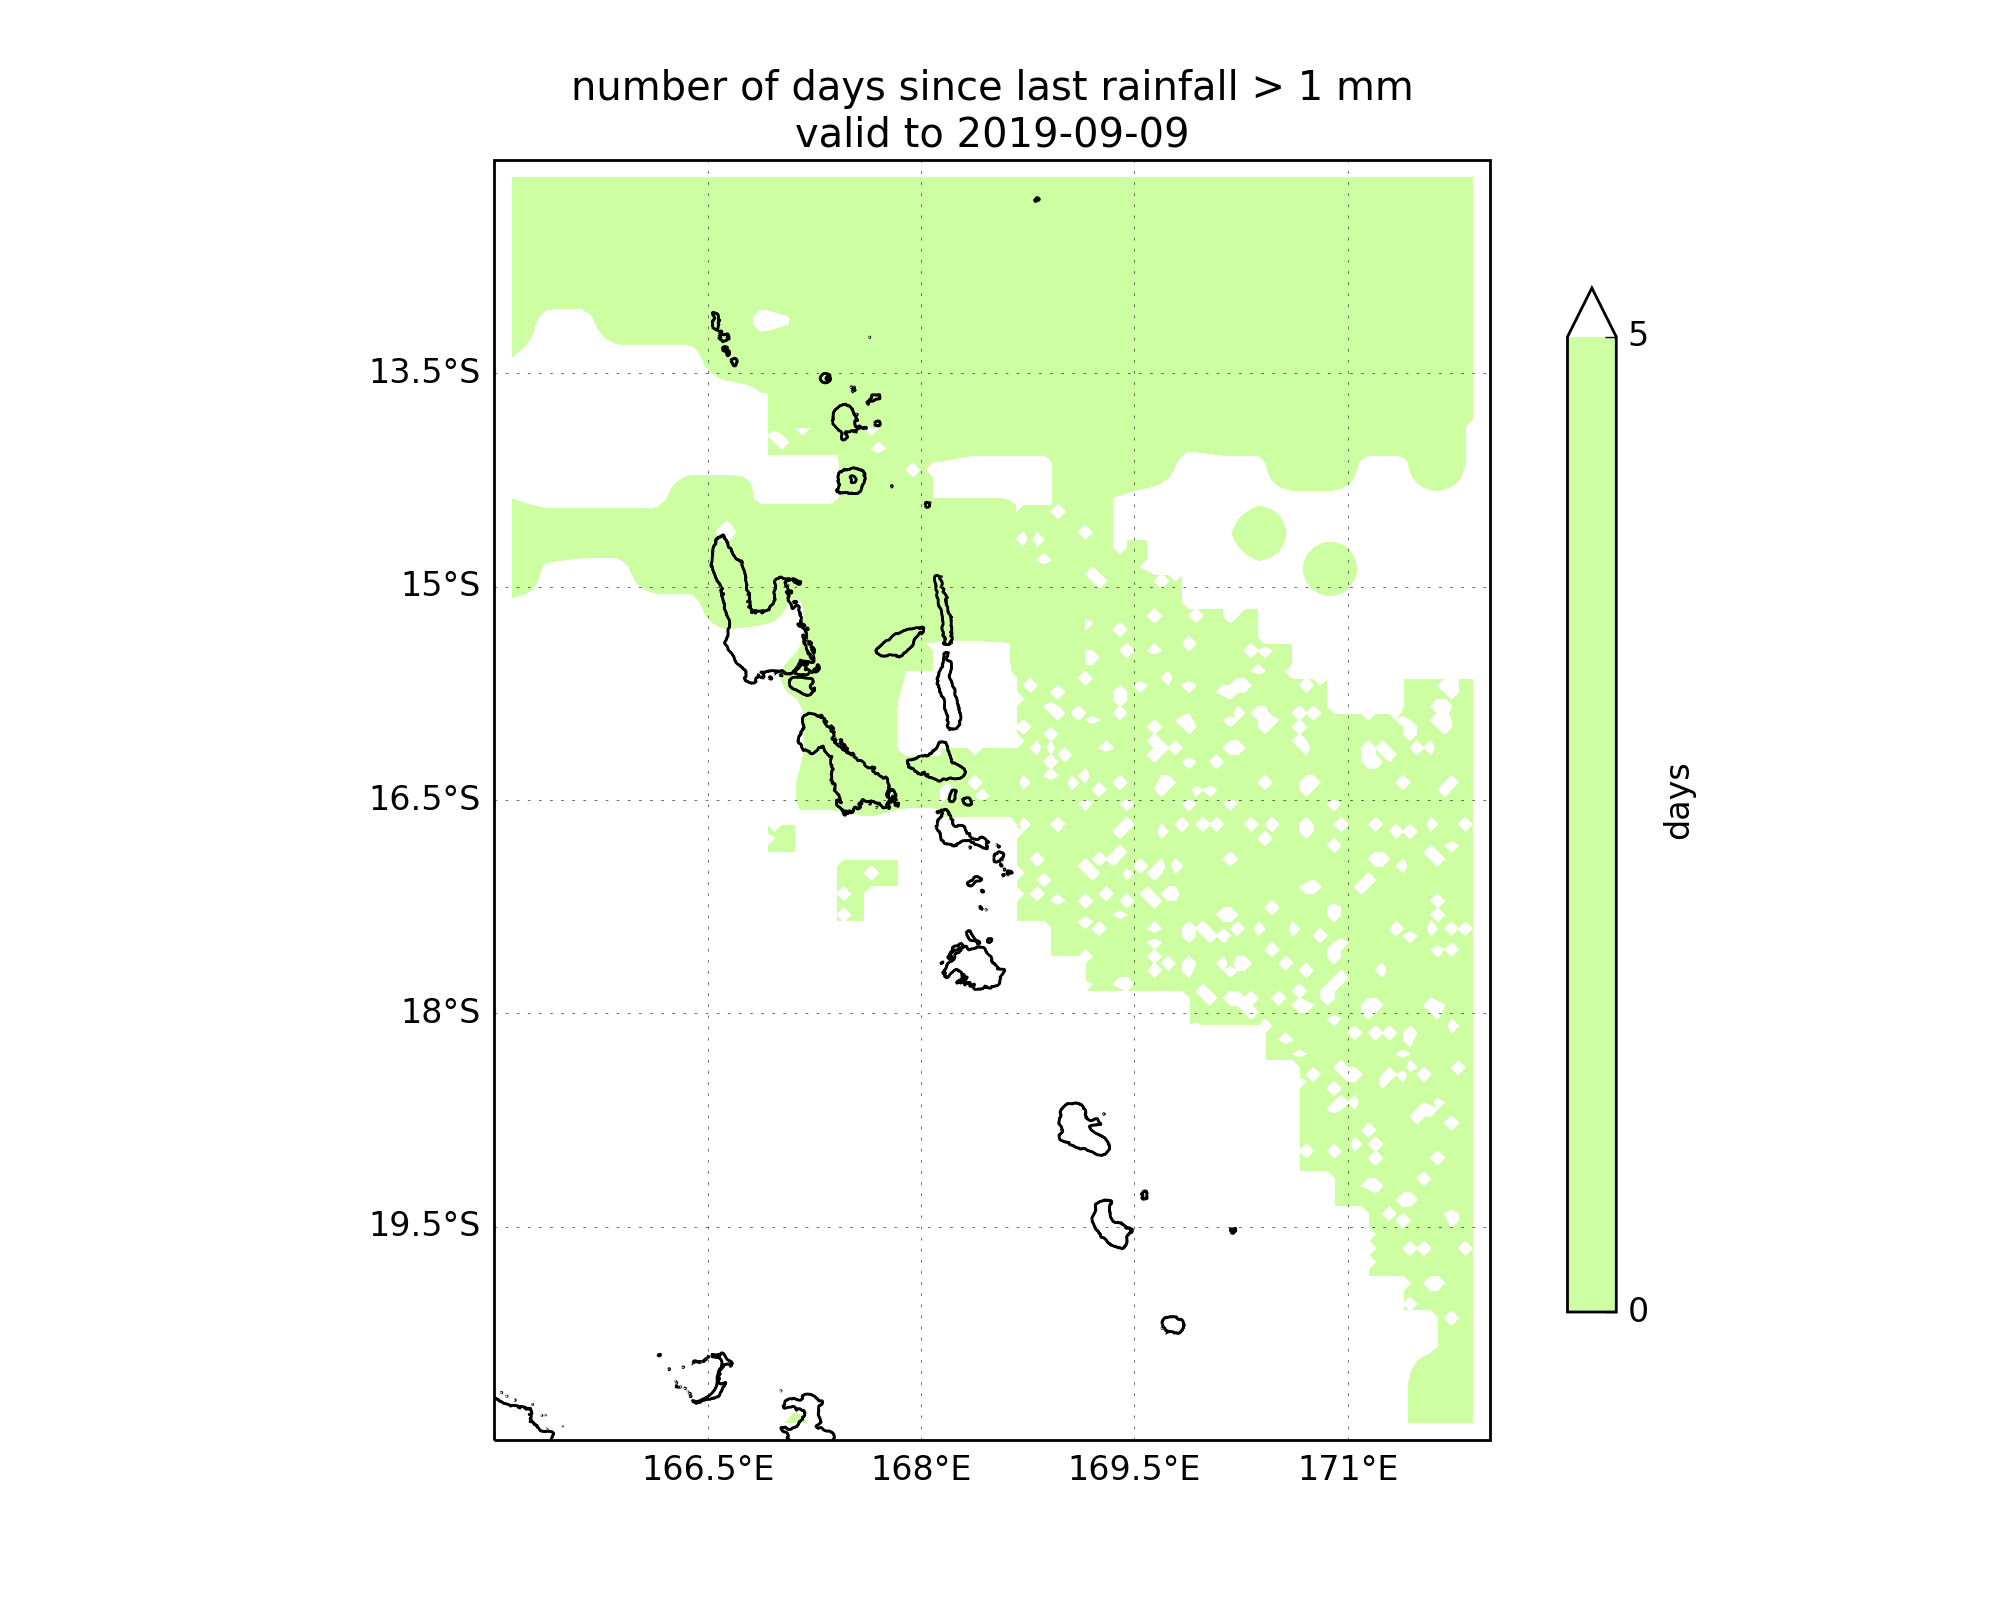 number of days since last rainfall > 1 mm
valid to 2019-09-09
13.5°S
15°S
16.5°S
18°S
19.5°S
166.5°E
168°E
169.5°E
171°E
5
0
days